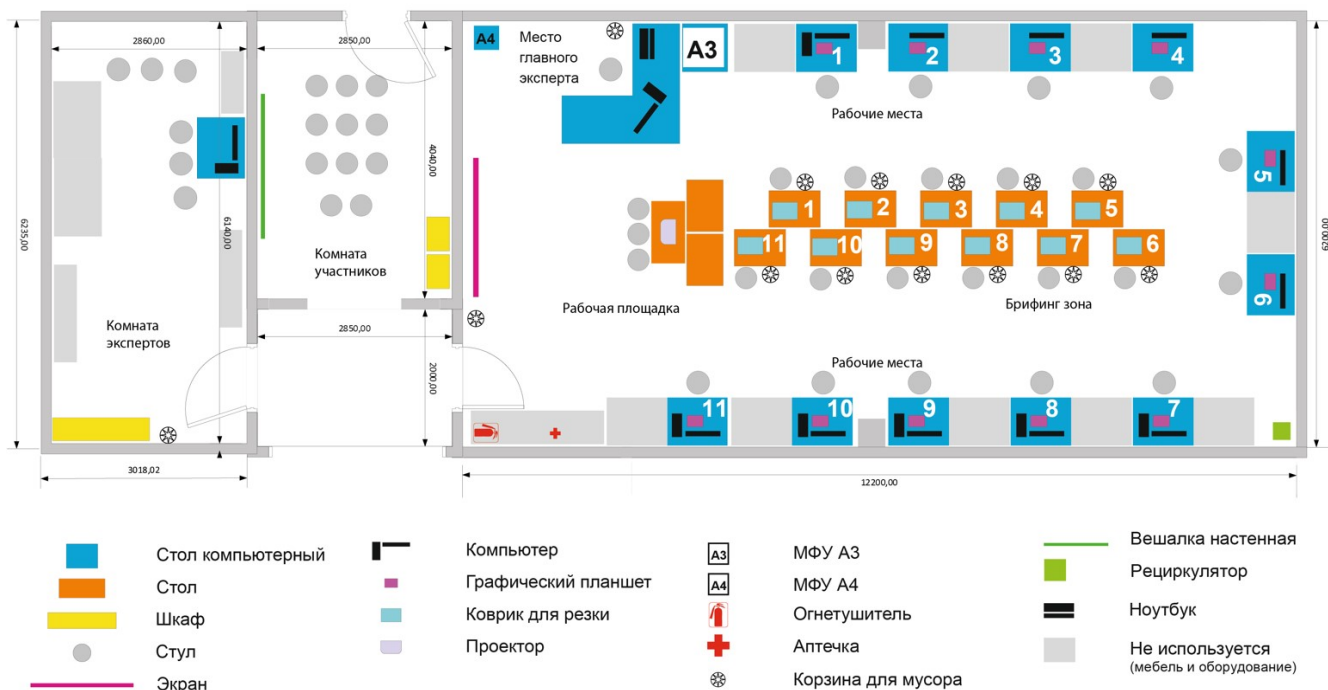 2860,00
2850,00
A4
Место
главного
эксперта
A3
1
2
3
4
Рабочие места
4040,00
6235,00
6140,00
5
6
6200,00
1
2
3
4
5
11
10
9
8
7
6
Комната
участников
Рабочая площадка
Брифинг зона
Комната
экспертов
2850,00
2000,00
Рабочие места
11
10
9
8
7
3018,02
12200,00
Стол компьютерный
Стол
Шкаф
Стул
Экран
Компьютер
Графический планшет
Коврик для резки
Проектор
A3
МФУ А3
A4
МФУ А4
Огнетушитель
Аптечка
Корзина для мусора
Вешалка настенная
Рециркулятор
Ноутбук
Не используется
(мебель и оборудование)